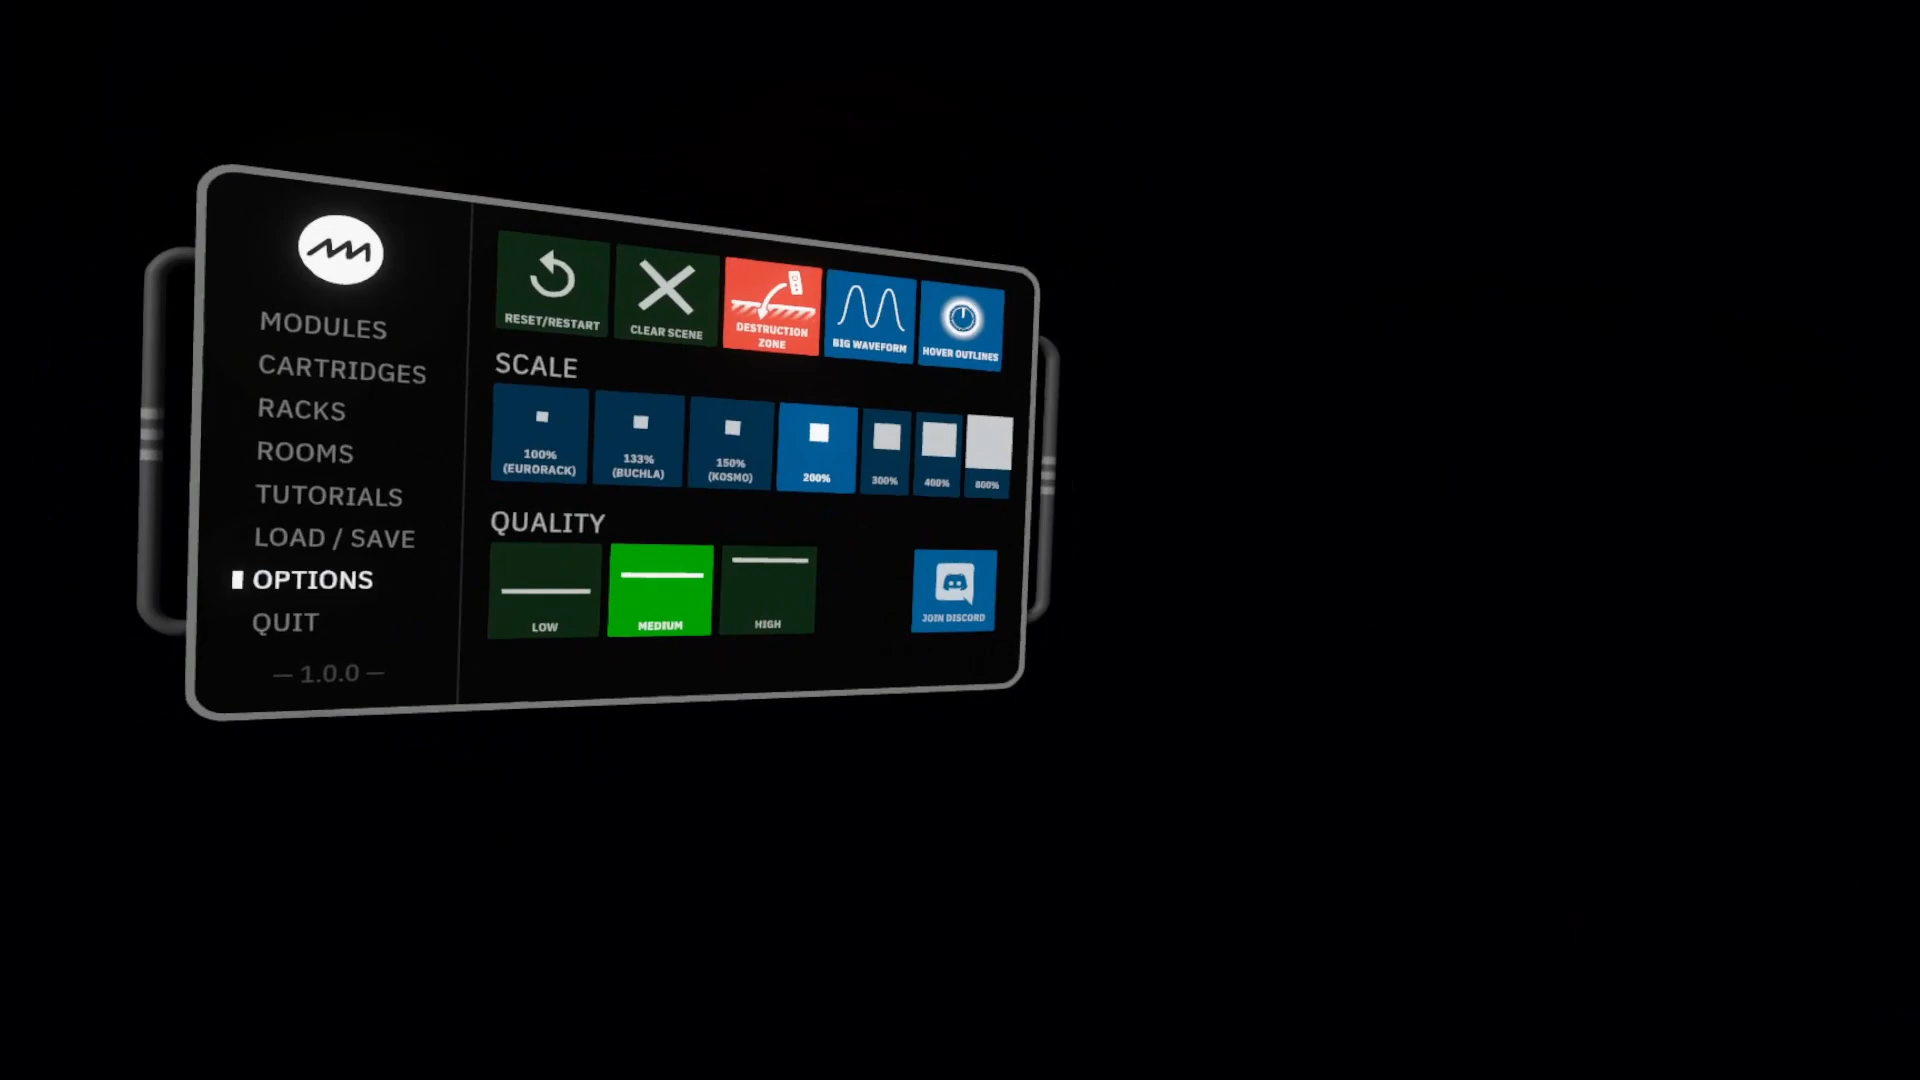 MODULES
CARTRIDGES
RACKS
ROOMS
TUTORIALS
LOAD / SAVE
OPTIONS
QUIT
— 1.0.0 —
RESET/RESTART
CLEAR SCENE
DESTRUCTION
ZONE
BIG WAVEFORM
HOVER OUTLINES
SCALE
100%
(EURORACK)
133%
(BUCHLA)
150%
(KOSMO)
200%
300%
400%
800%
QUALITY
LOW
MEDIUM
HIGH
JOIN DISCORD